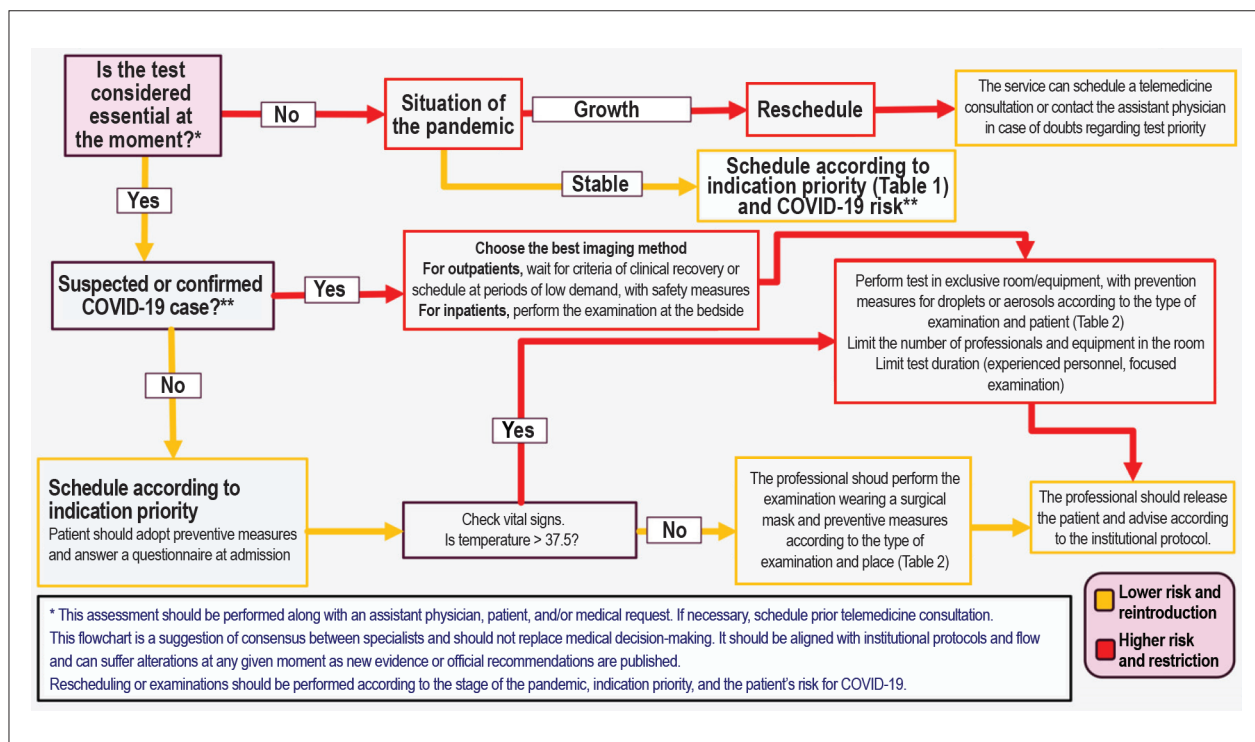 Is the test
considered
essential at
the moment?*
No
Situation of
the pandemic
Growth
Reschedule
The service can schedule a telemedicine
consultation or contact the assistant physician
in case of doubts regarding test priority
Yes
Stable
Schedule according to
indication priority (Table 1)
and COVID-19 risk**
Suspected or confirmed
COVID-19 case?**
Yes
Choose the best imaging method
For outpatients, wait for criteria of clinical recovery or
schedule at periods of low demand, with safety measures
For inpatients, perform the examination at the bedside
Perform test in exclusive room/equipment, with prevention
measures for droplets or aerosols according to the type of
examination and patient (Table 2)
Limit the number of professionals and equipment in the room
Limit test duration (experienced personnel, focused
examination)
No
Yes
Schedule according to
indication priority
Patient should adopt preventive measures
and answer a questionnaire at admission
Check vital signs.
Is temperature > 37.5?
No
The professional shoud perform the
examination wearing a surgical
mask and preventive measures
according to the type of
examination and place (Table 2)
The professional should release
the patient and advise according
to the institutional protocol.
* This assessment should be performed along with an assistant physician, patient, and/or medical request. If necessary, schedule prior telemedicine consultation.
This flowchart is a suggestion of consensus between specialists and should not replace medical decision-making. It should be aligned with institutional protocols and flow
and can suffer alterations at any given moment as new evidence or official recommendations are published.
Rescheduling or examinations should be performed according to the stage of the pandemic, indication priority, and the patient's risk for COVID-19.
Lower risk and
reintroduction
Higher risk
and restriction